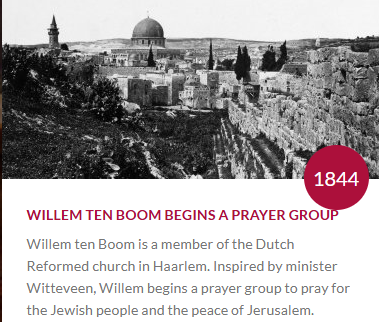 1844
WILLEM TEN BOOM BEGINS A PRAYER GROUP
Willem ten Boom is a member of the Dutch
Reformed church in Haarlem. Inspired by minister
Witteveen, Willem begins a prayer group to pray for
the Jewish people and the peace of Jerusalem.